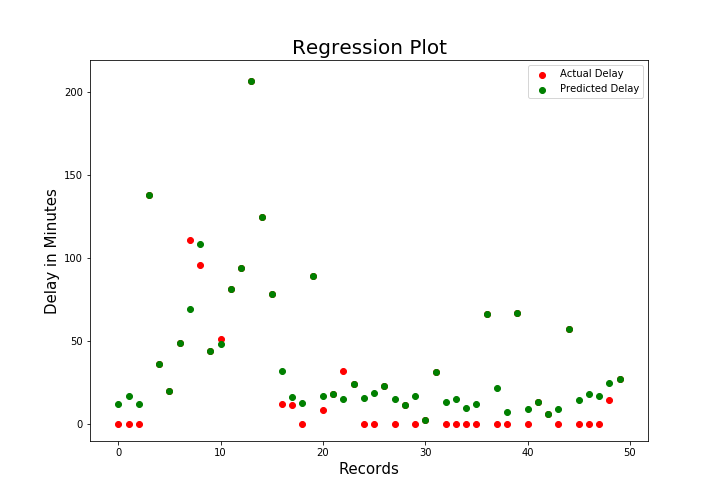 Regression Plot
Actual Delay
Predicted Delay
200
150
100
50
0
Delay in Minutes
0 10 20 30 40 50
Records